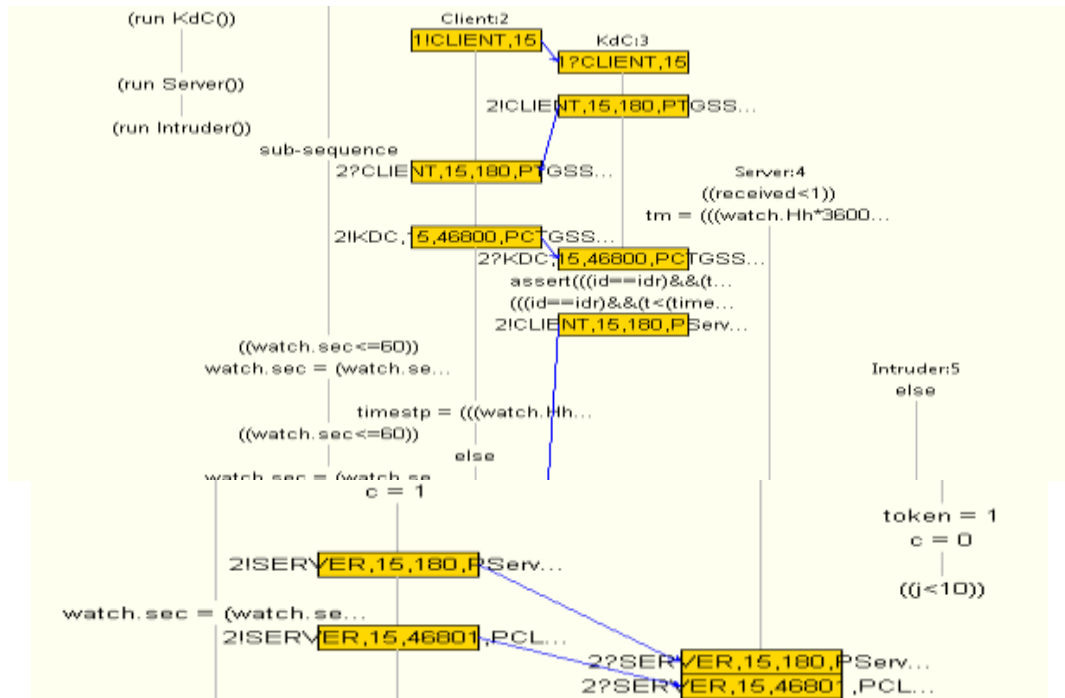 (run KdC())
Client:2
1!CLIENT,15
KdC:3
1?CLIENT,15
(run Server())
2!CLIENT,15,180,PTGSS...
(run Intruder())
sub-sequence
2?CLIENT,15,180,PTGSS...
Server:4
((received<1))
tm = (((watch.Hh*3600...
2!KDC,15,46800,PCTGSS...
2?KDC,15,46800,PCTGSS...
assert(((id==idr)&&(t...
(((id==idr)&&(t<(time...
2!CLIENT,15,180,PServ...
((watch.sec<=60))
watch.sec = (watch.se...
Intruder:5
else
timestp = (((watch.Hh...
((watch.sec<=60))
else
watch.sec = (watch.se
c = 1
token = 1
c = 0
2!SERVER,15,180,PServ...
((j<10))
watch.sec = (watch.se...
2!SERVER,15,46801,PCL...
2?SERVER,15,180,PServ...
2?SERVER,15,46801,PCL...